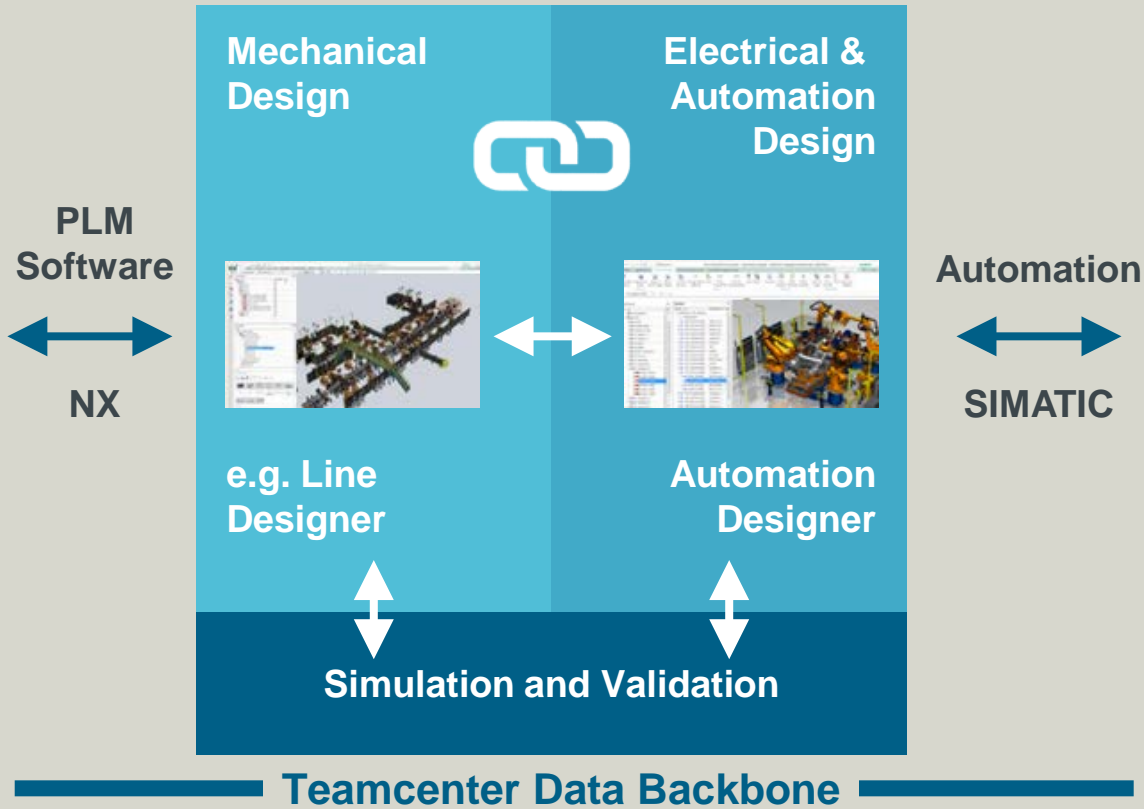 Mechanical
Design
Electrical &
Automation
Design
PLM
Software
NX
Automation
SIMATIC
e.g. Line
Designer
Automation
Designer
Simulation and Validation
Teamcenter Data Backbone